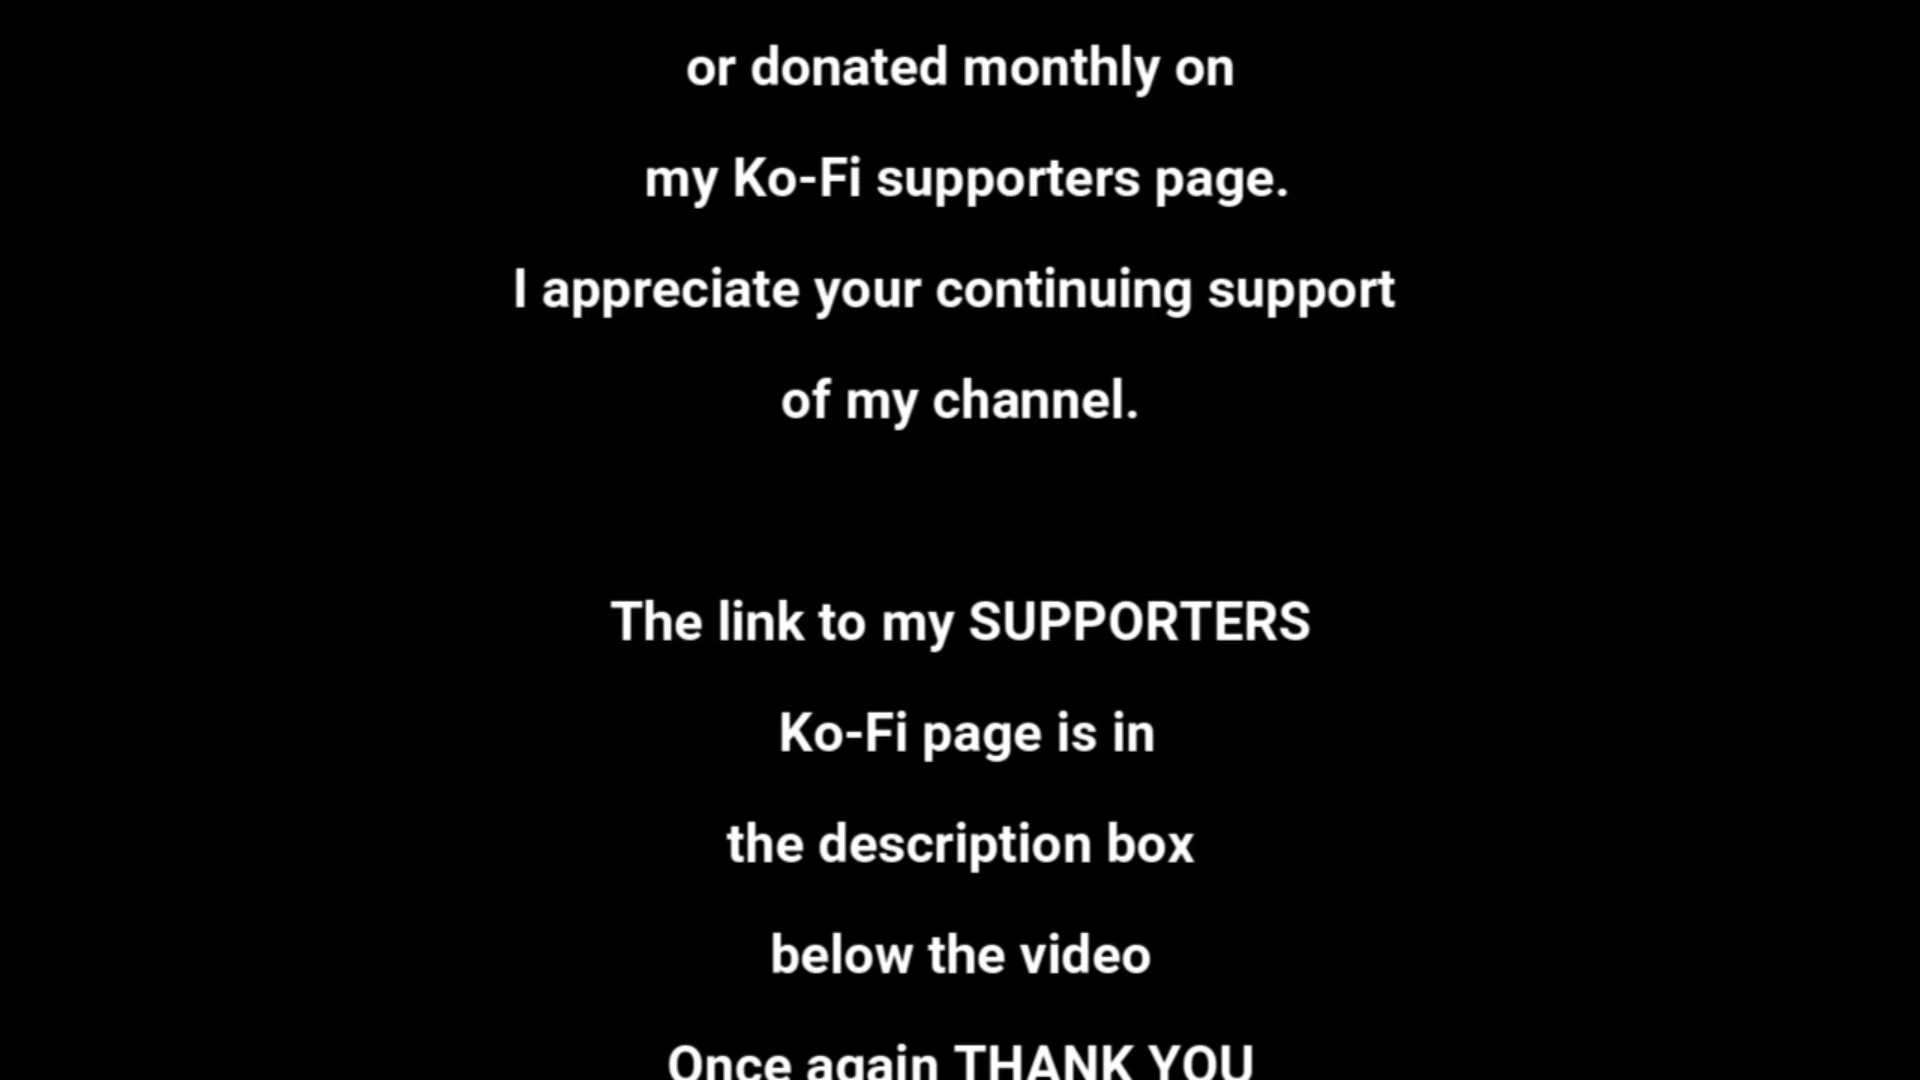 or donated monthly on
my Ko-Fi supporters page.
I appreciate your continuing support
of my channel.
The link to my SUPPORTERS
Ko-Fi page is in
the description box
below the video
Once again THANK YOU